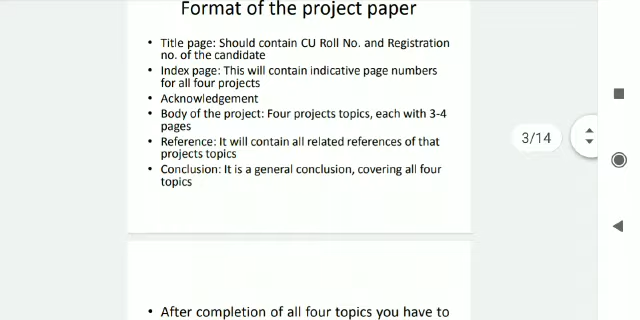 Format of the project paper
• Title page: Should contain CU Roll No. and Registration
no. of the candidate
• Index page: This will contain indicative page numbers
for all four projects
• Acknowledgement
• Body of the project: Four projects topics, each with 3-4
pages
• Reference: It will contain all related references of that
projects topics
• Conclusion: It is a general conclusion, covering all four
topics
3/14
• After completion of all four topics you have to